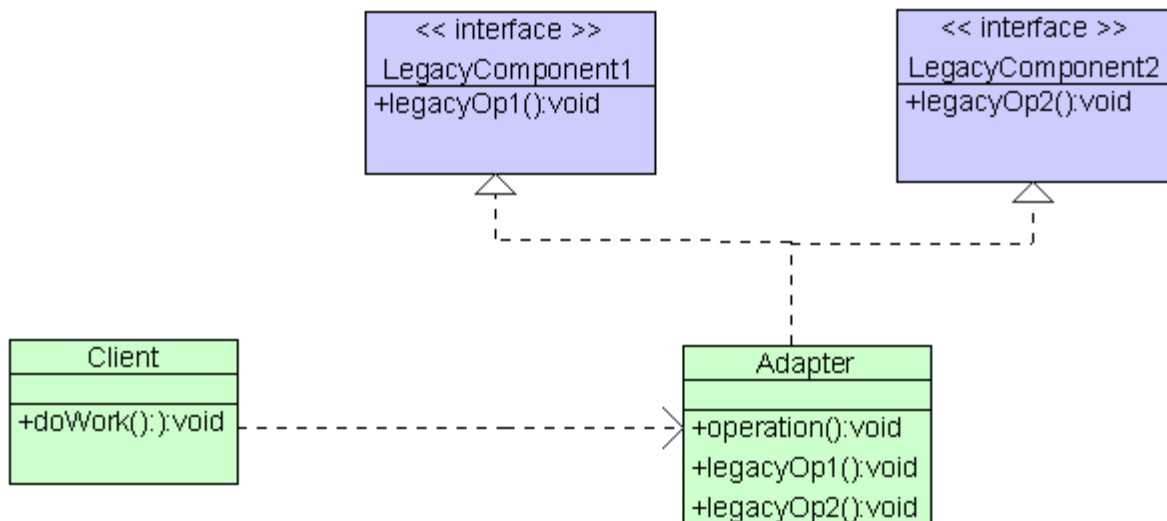 << interface >>
LegacyComponent1
+legacyOp1():void
<< interface >>
LegacyComponent2
+legacyOp2():void
Client
+doWork():):void
Adapter
+operation():void
+legacyOp1():void
+legacyOp2():void